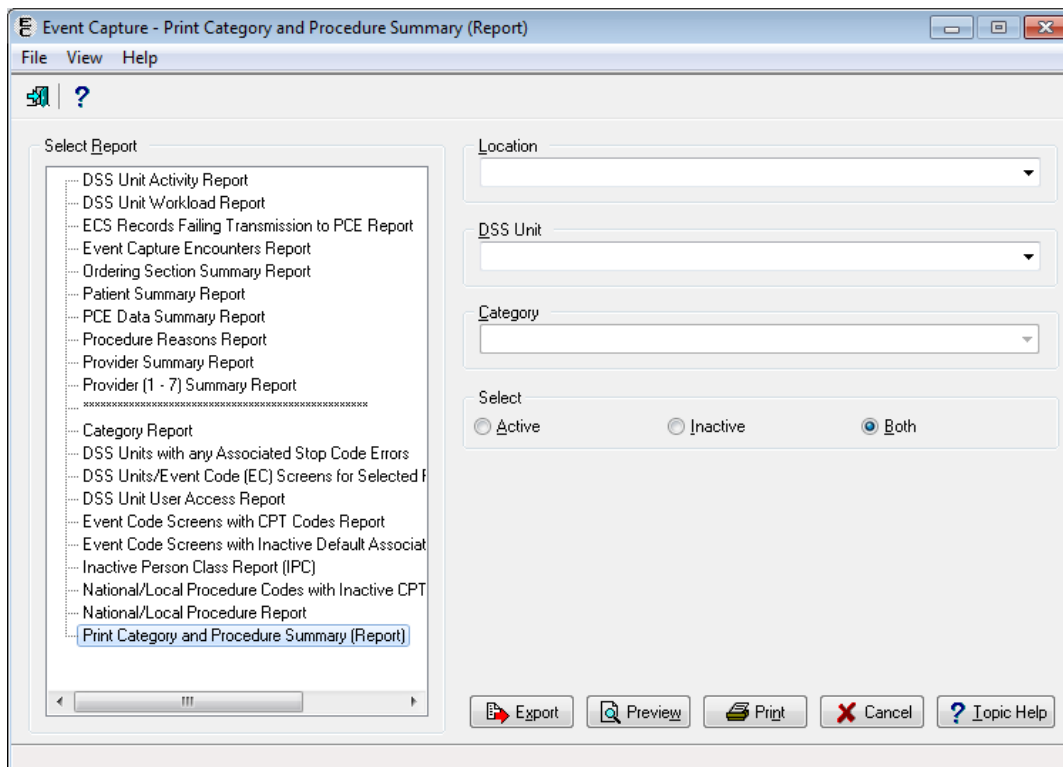 Event Capture - Print Category and Procedure Summary (Report)
File View Help
Select Report
DSS Unit Activity Report
DSS Unit Workload Report
ECS Records Failing Transmission to PCE Report
Event Capture Encounters Report
Ordering Section Summary Report
Patient Summary Report
PCE Data Summary Report
Procedure Reasons Report
Provider Summary Report
Provider (1 - 7) Summary Report
**************************************************
Category Report
DSS Units with any Associated Stop Code Errors
DSS Units/Event Code (EC) Screens for Selected
DSS Unit User Access Report
Event Code Screens with CPT Codes Report
Event Code Screens with Inactive Default Associat
Inactive Person Class Report (IPC)
National/Local Procedure Codes with Inactive CPT
National/Local Procedure Report
Print Category and Procedure Summary (Report)
Location
DSS Unit
Category
Select
Active Inactive Both
Export Preview Print Cancel ? Topic Help